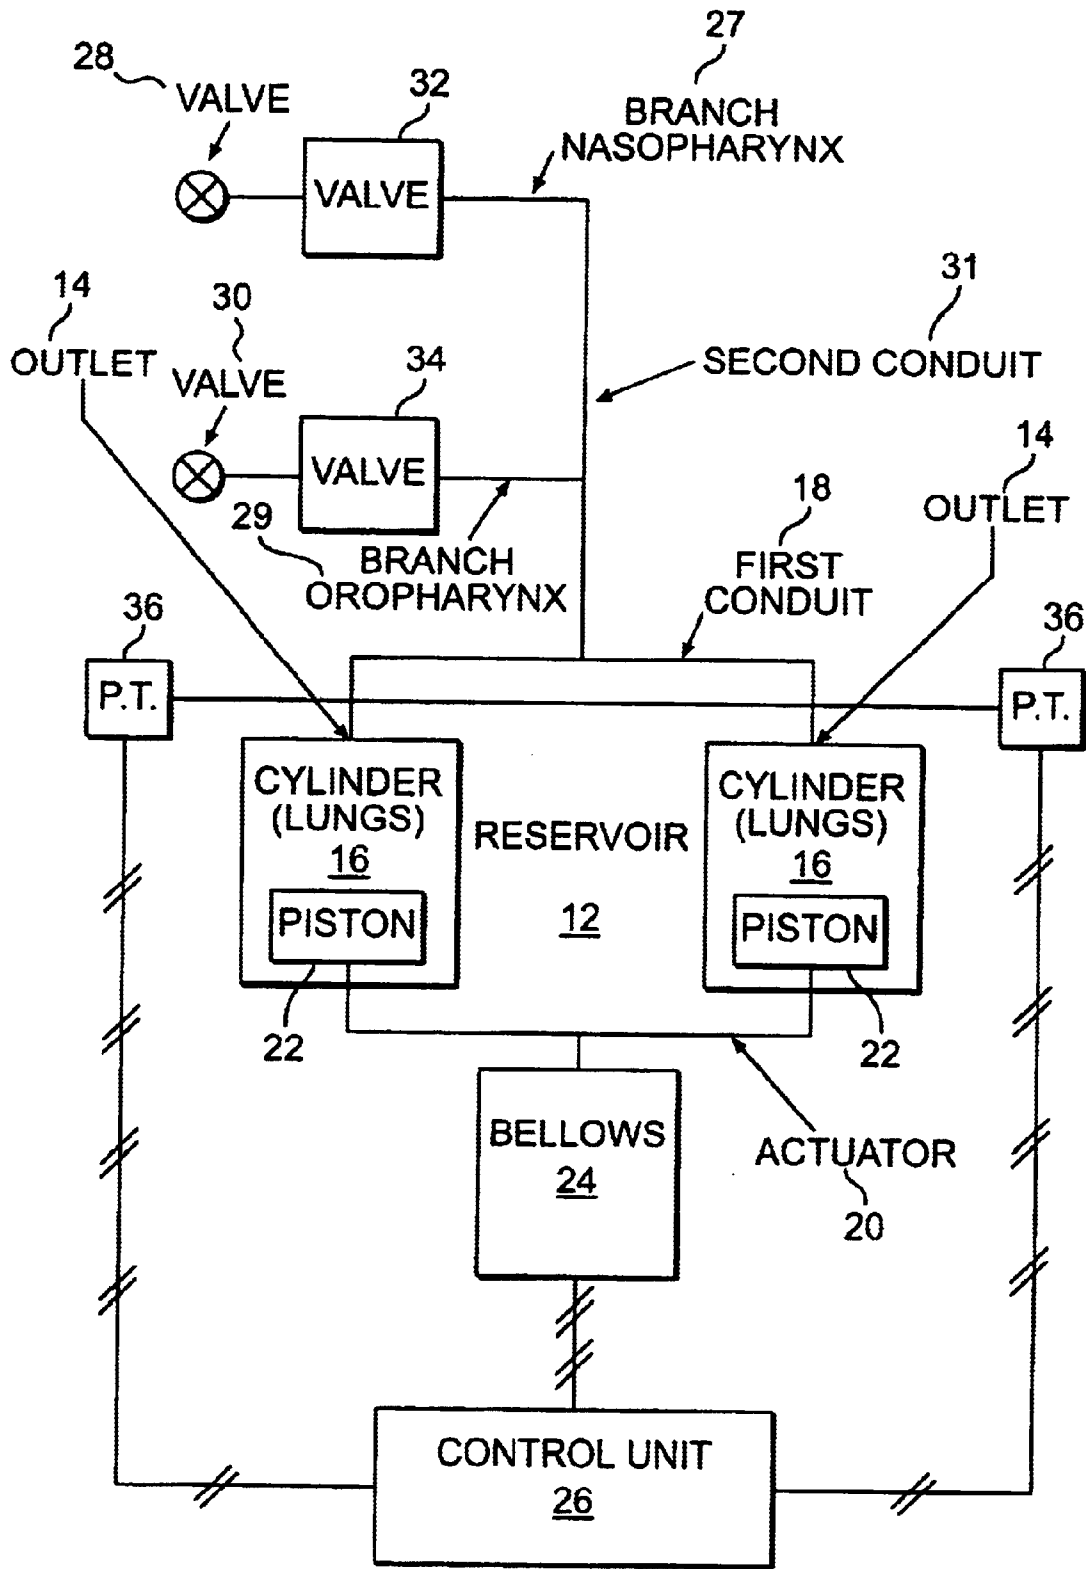 27
28
VALVE
32
BRANCH
NASOPHARYNX
VALVE
14
OUTLET
30
VALVE
34
31
SECOND CONDUIT
VALVE
14
OUTLET
29
BRANCH
OROPHARYNX
18
FIRST
CONDUIT
36
P.T.
36
P.T.
CYLINDER
(LUNGS)
16
PISTON
22
RESERVOIR
12
CYLINDER
(LUNGS)
16
PISTON
22
BELLOWS
24
ACTUATOR
20
CONTROL UNIT
26